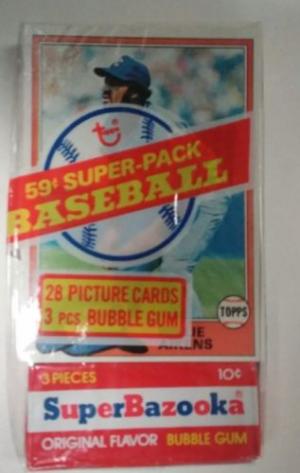 59¢ SUPER-PACK
BASEBALL
28 PICTURE CARDS
3 PCS. BUBBLE GUM
TOPPS
AIKENS
3 PIECES 10¢
SuperBazooka
ORIGINAL FLAVOR BUBBLE GUM